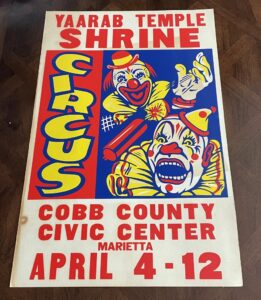 YAARAB TEMPLE
SHRINE
CIRCUS
COBB COUNTY
CIVIC CENTER
MARIETTA
APRIL 4-12